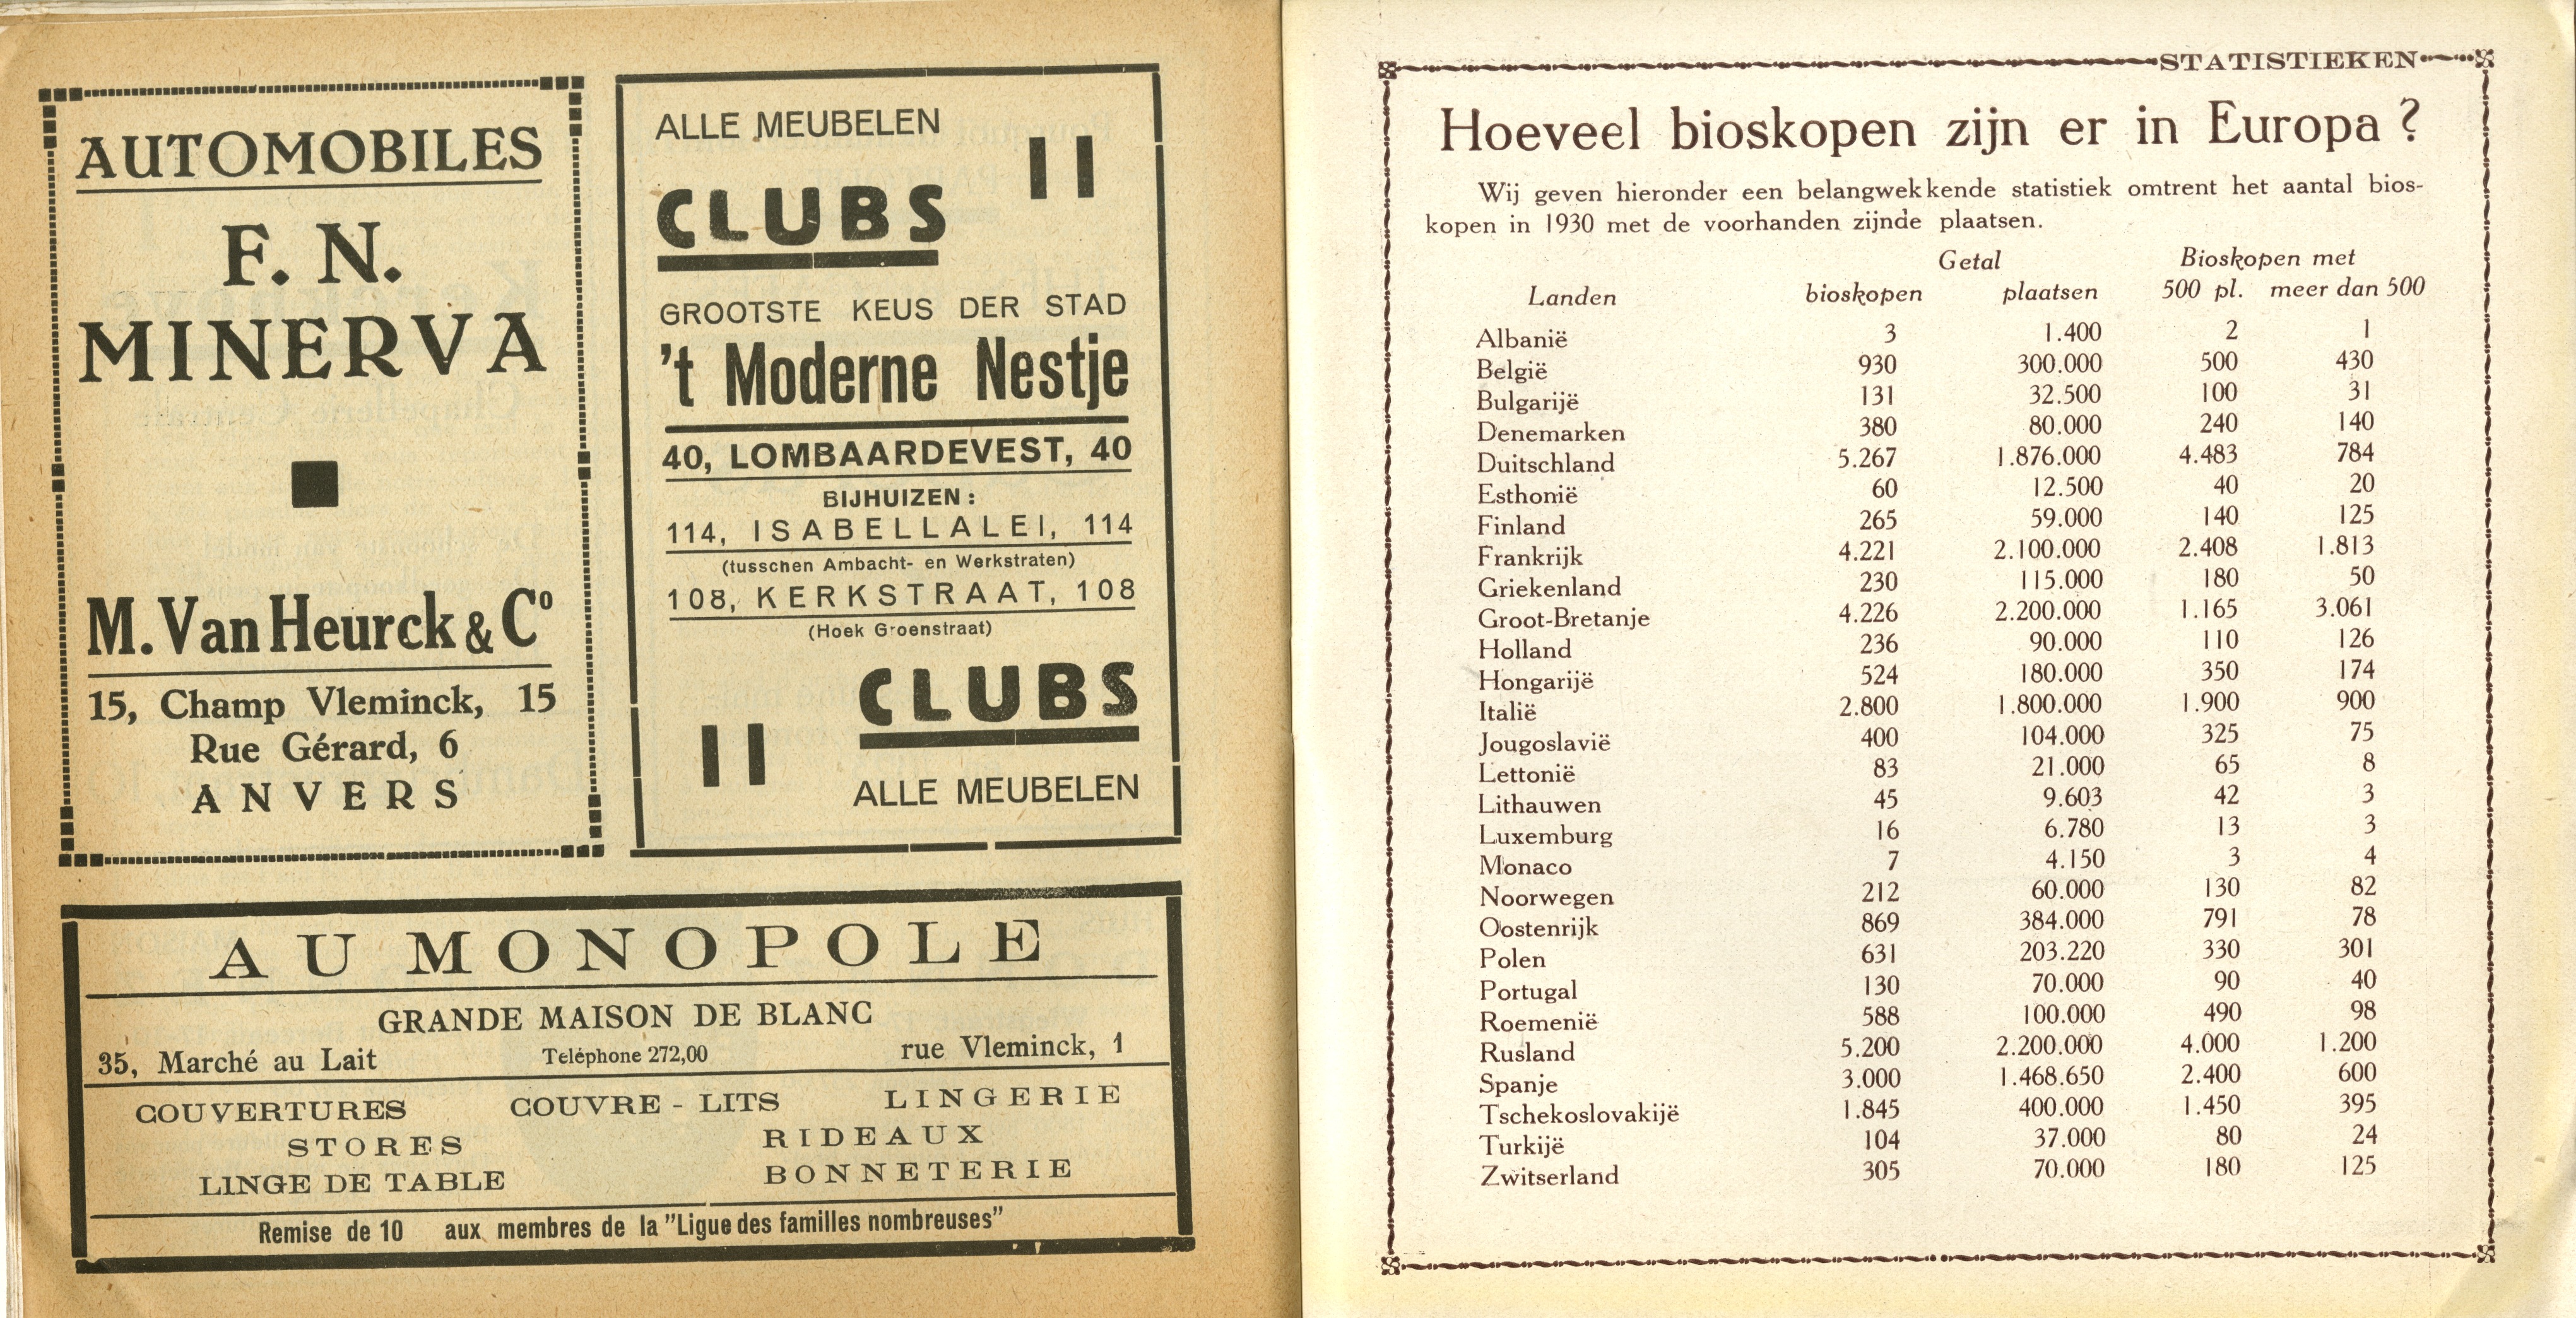 AUTOMOBILES
F. N.
MINERVA
M. Van Heurck & Cº
15, Champ Vleminck, 15
Rue Gérard, 6
ANVERS
ALLE MEUBELEN
CLUBS
GROOTSTE KEUS DER STAD
't Moderne Nestje
40, LOMBAARDEVEST, 40
BIJHUIZEN :
114, ISABELLALEI, 114
(tusschen Ambacht- en Werkstraten)
108, KERKSTRAAT, 108
(Hoek Groenstraat)
CLUBS
ALLE MEUBELEN
AU MONOPOLE
GRANDE MAISON DE BLANC
35, Marché au Lait Teléphone 272,00 rue Vleminck, 1
COUVERTURES COUVRE - LITS LINGERIE
STORES RIDEAUX
LINGE DE TABLE BONNETERIE
Remise de 10 aux membres de la "Ligue des familles nombreuses"
STATISTIEKEN
Hoeveel bioskopen zijn er in Europa ?
Wij geven hieronder een belangwekkende statistiek omtrent het aantal bios-
kopen in 1930 met de voorhanden zijnde plaatsen.
Getal Bioskopen met
Landen bioskopen plaatsen 500 pl. meer dan 500
Albanië 3 1.400 2 1
België 930 300.000 500 430
Bulgarijë 131 32.500 100 31
Denemarken 380 80.000 240 140
Duitschland 5.267 1.876.000 4.483 784
Esthonië 60 12.500 40 20
Finland 265 59.000 140 125
Frankrijk 4.221 2.100.000 2.408 1.813
Griekenland 230 115.000 180 50
Groot-Bretanje 4.226 2.200.000 1.165 3.061
Holland 236 90.000 110 126
Hongarijë 524 180.000 350 174
Italië 2.800 1.800.000 1.900 900
Jougoslavië 400 104.000 325 75
Lettonië 83 21.000 65 8
Lithauwen 45 9.603 42 3
Luxemburg 16 6.780 13 3
Monaco 7 4.150 3 4
Noorwegen 212 60.000 130 82
Oostenrijk 869 384.000 791 78
Polen 631 203.220 330 301
Portugal 130 70.000 90 40
Roemenië 588 100.000 490 98
Rusland 5.200 2.200.000 4.000 1.200
Spanje 3.000 1.468.650 2.400 600
Tschekoslovakijë 1.845 400.000 1.450 395
Turkijë 104 37.000 80 24
Zwitserland 305 70.000 180 125